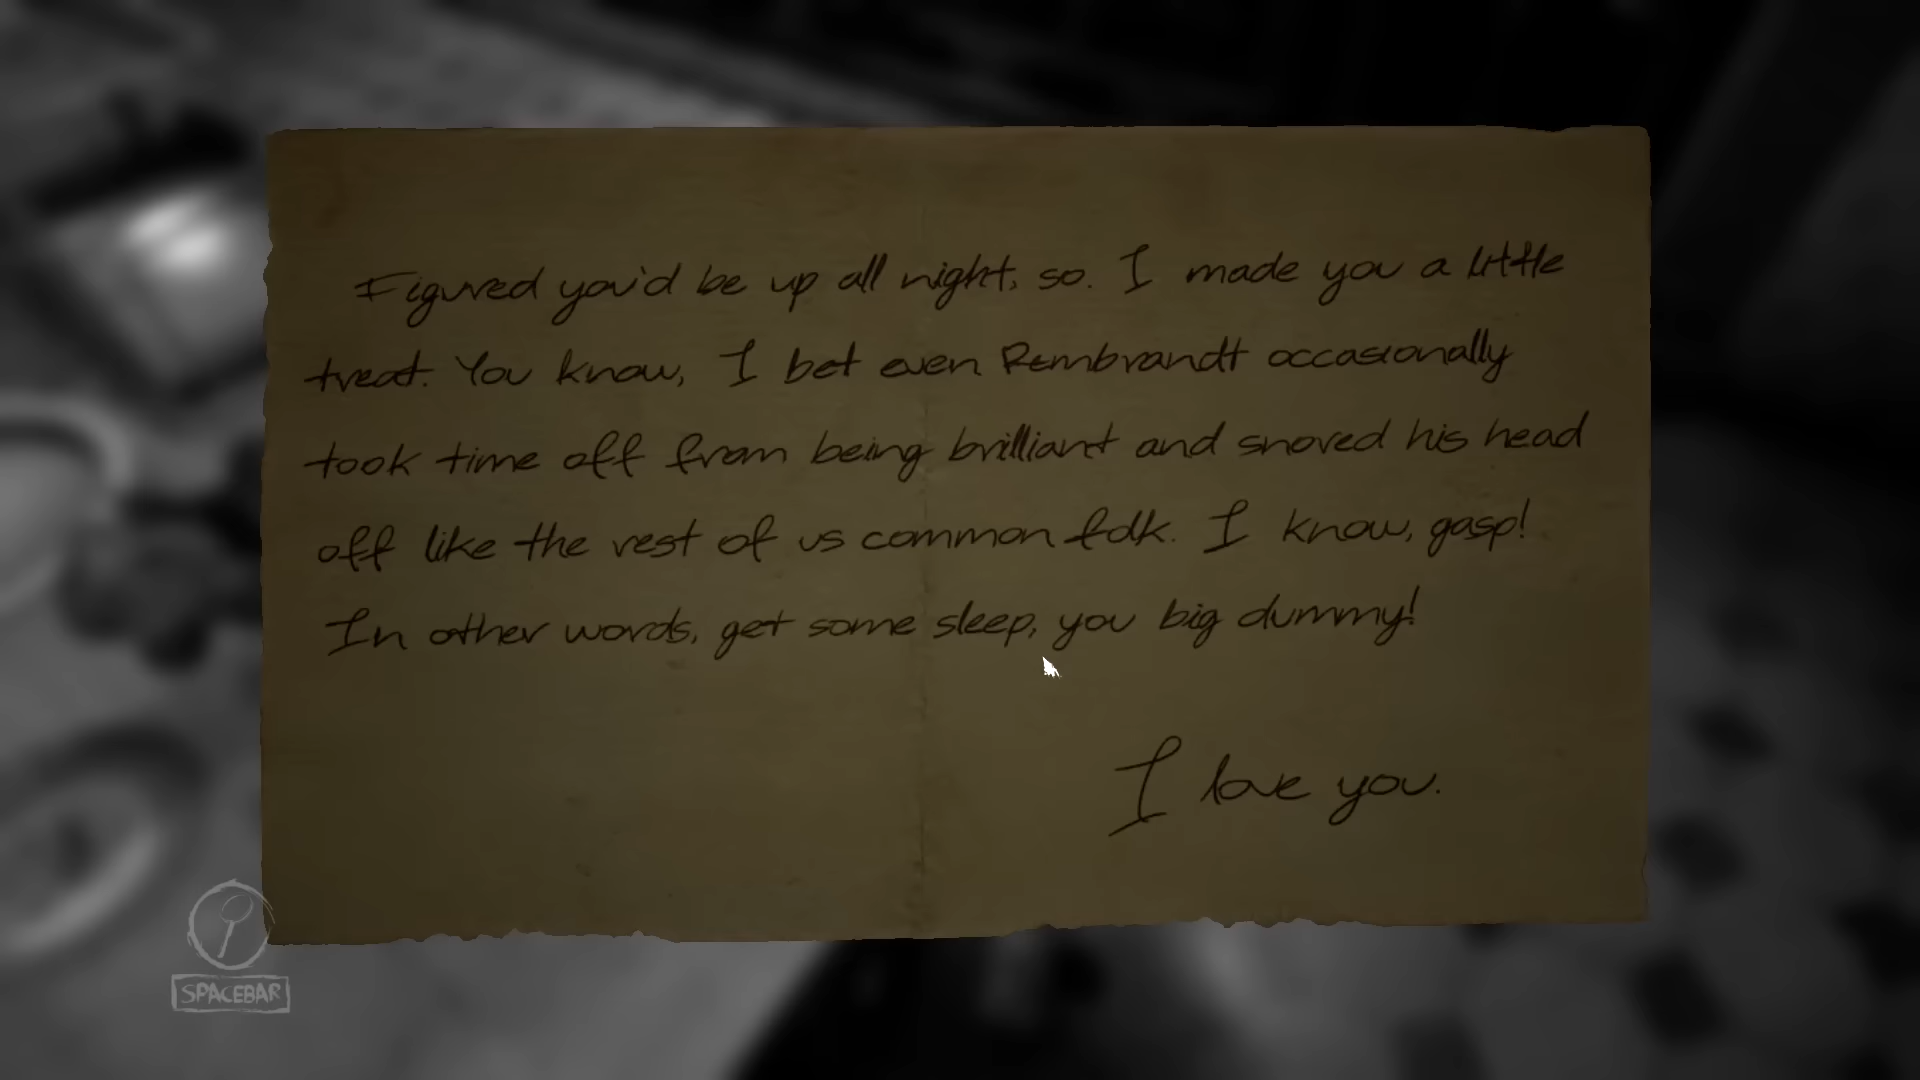 Figured you'd be up all night, so. I made you a little
treat. You know, I bet even Rembrandt occasionally
took time off from being brilliant and snored his head
off like the rest of us common folk. I know, gasp!
In other words, get some sleep, you big dummy!
I love you.
SPACEBAR